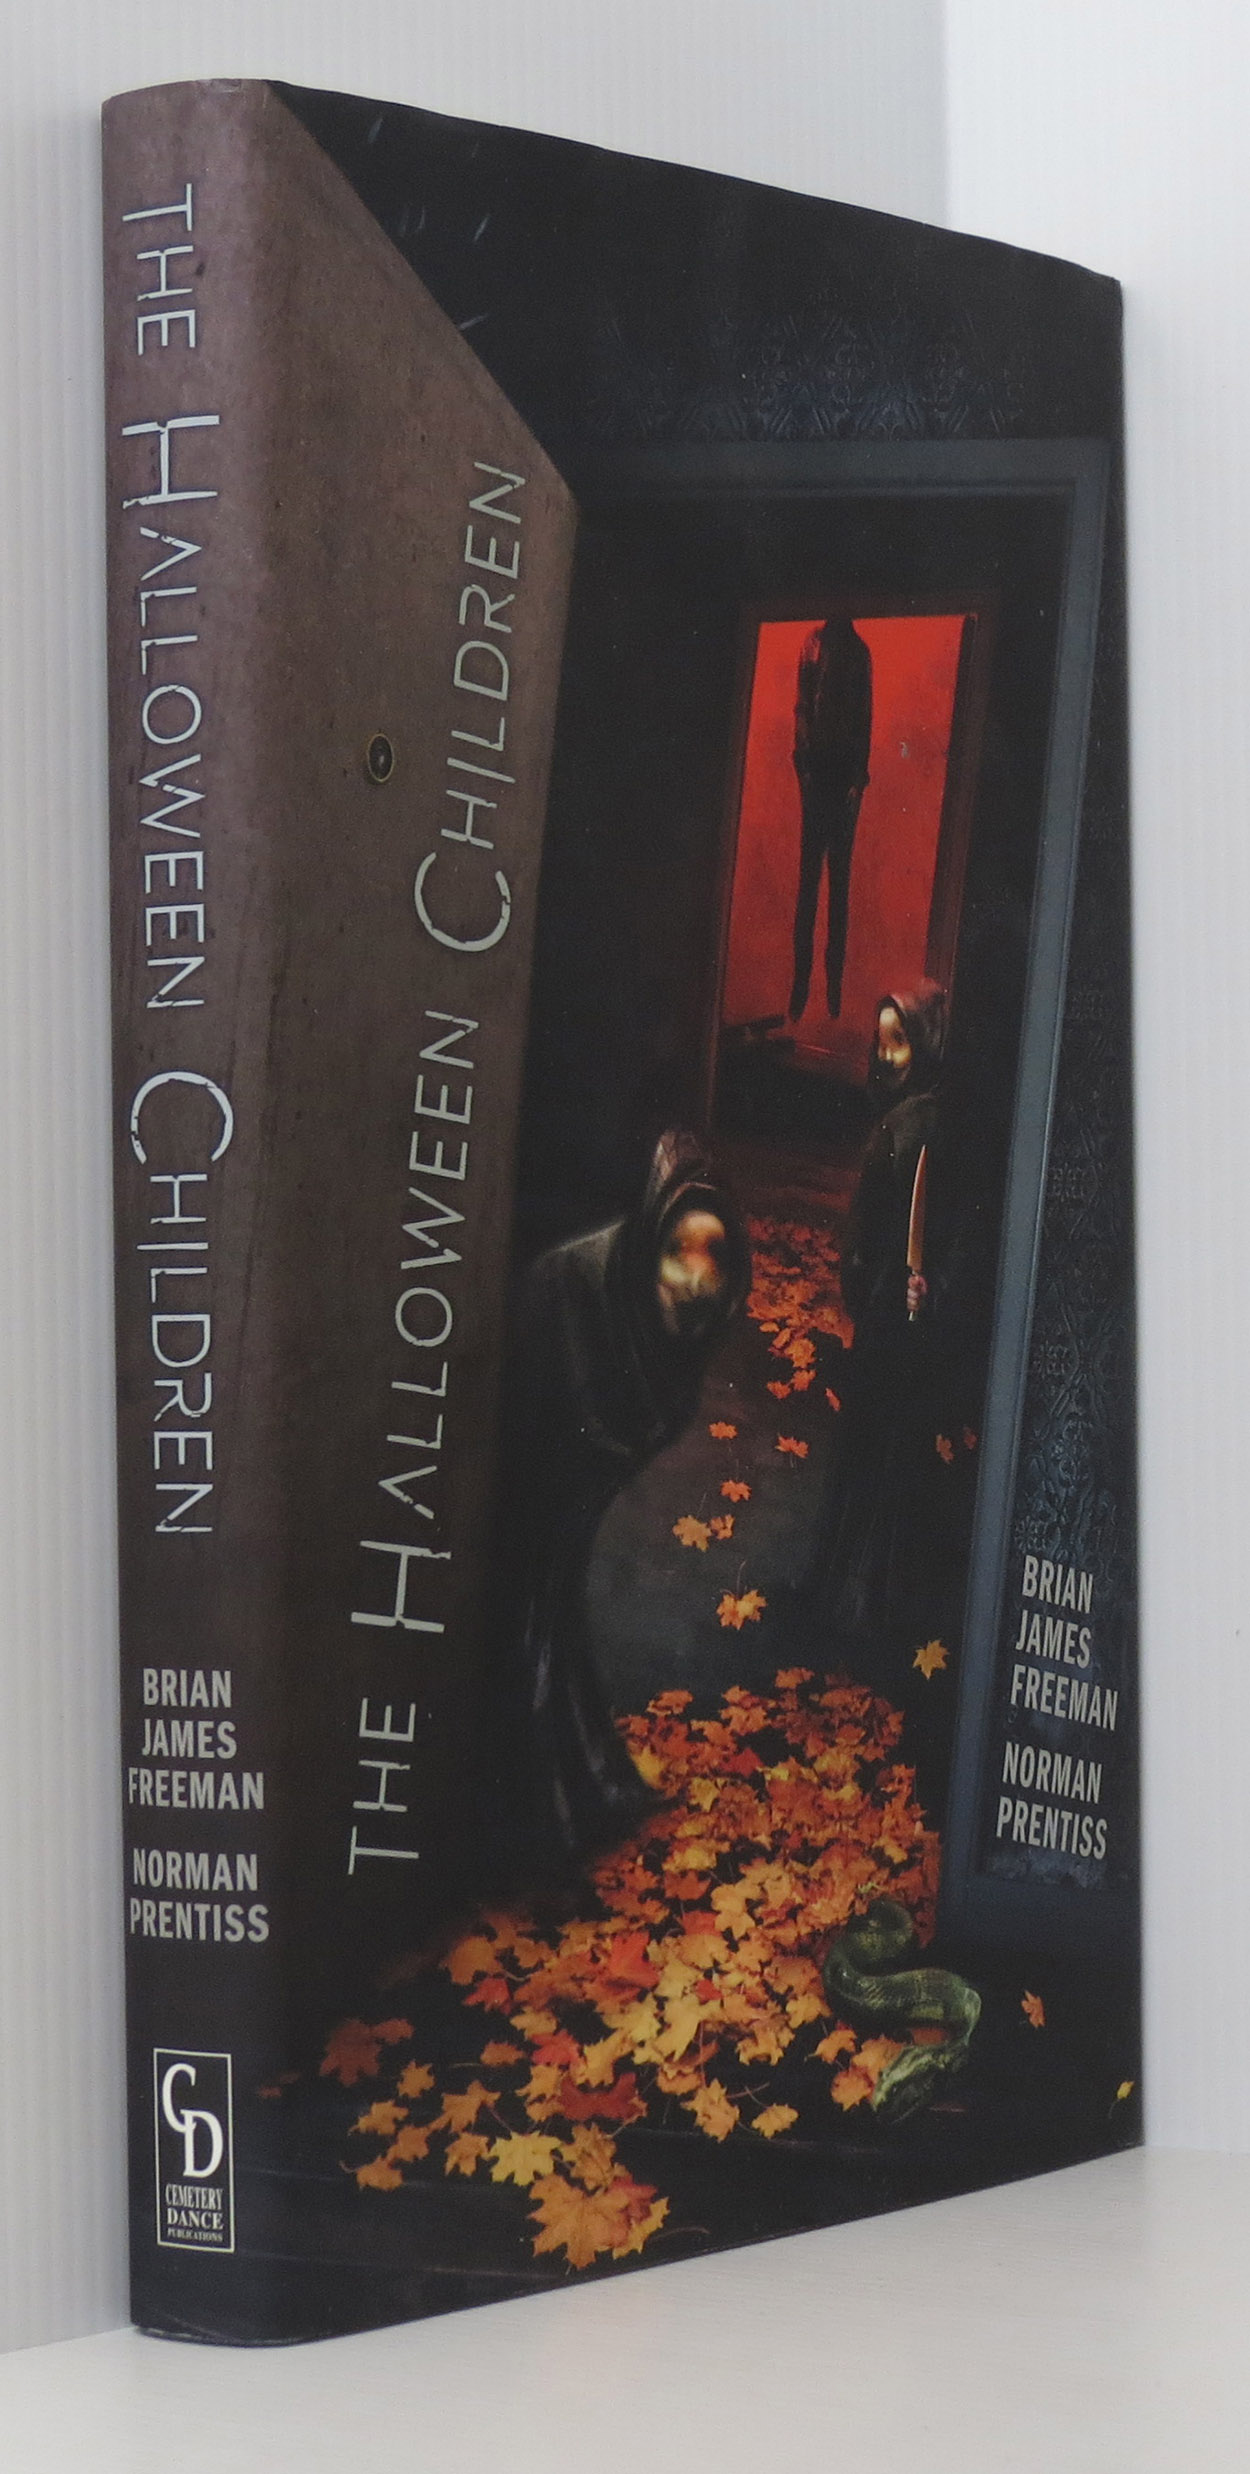 THE HALLOWEEN CHILDREN
BRIAN
JAMES
FREEMAN
NORMAN
PRENTISS
CD
CEMETERY
DANCE
PUBLICATIONS
THE HALLOWEEN CHILDREN
BRIAN
JAMES
FREEMAN
NORMAN
PRENTISS